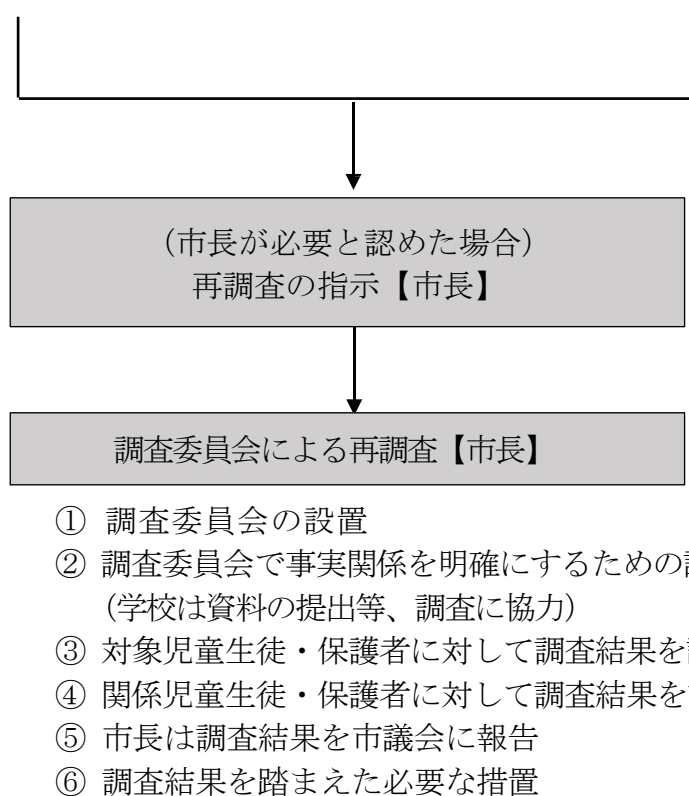 （市長が必要と認めた場合）
再調査の指示【市長】
調査委員会による再調査【市長】
① 調査委員会の設置
② 調査委員会で事実関係を明確にするための
（学校は資料の提出等、調査に協力）
③ 対象児童生徒・保護者に対して調査結果を
④ 関係児童生徒・保護者に対して調査結果を
⑤ 市長は調査結果を市議会に報告
⑥ 調査結果を踏まえた必要な措置